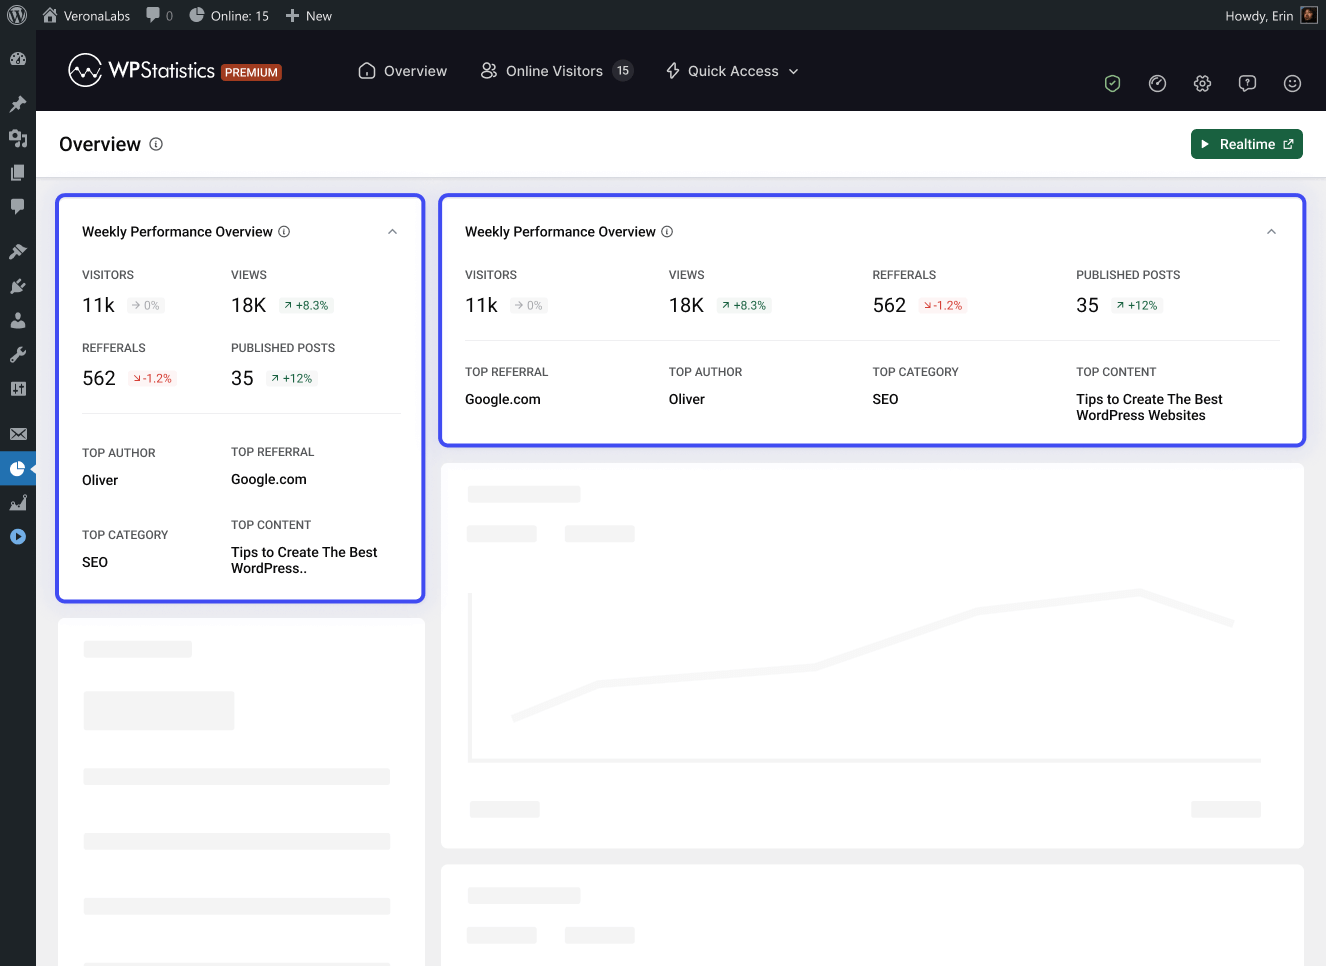 VeronaLabs 0 Online: 15 New Howdy, Erin
WPStatistics PREMIUM Overview Online Visitors 15 Quick Access
Overview
Realtime
Weekly Performance Overview
VISITORS VIEWS
11k 0% 18K +8.3%
REFFERALS PUBLISHED POSTS
562 -1.2% 35 +12%
TOP AUTHOR TOP REFERRAL
Oliver Google.com
TOP CATEGORY TOP CONTENT
SEO Tips to Create The Best
WordPress..
Weekly Performance Overview
VISITORS VIEWS REFFERALS PUBLISHED POSTS
11k 0% 18K +8.3% 562 -1.2% 35 +12%
TOP REFERRAL TOP AUTHOR TOP CATEGORY TOP CONTENT
Google.com Oliver SEO Tips to Create The Best
WordPress Websites